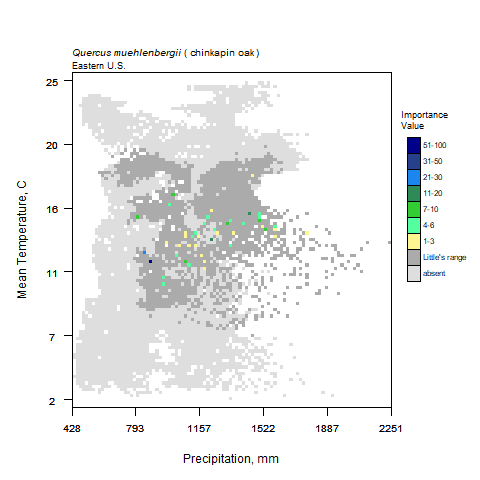 Quercus muehlenbergii ( chinkapin oak)
Eastern U.S.
25
20
16
11
7
2
Mean Temperature, C
428 793 1157 1522 1887 2251
Precipitation, mm
Importance
Value
51-100
31-50
21-30
11-20
7-10
4-6
1-3
Little's range
absent